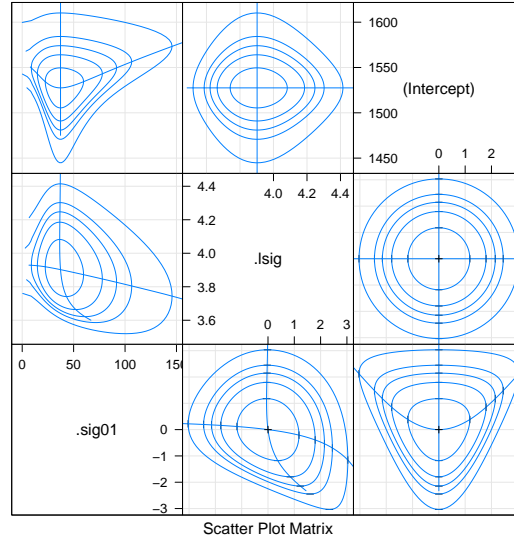 1600
1550
(Intercept)
1500
1450
0 1 2
4.0 4.2 4.4
4.4
4.2
4.0
.lsig
3.8
3.6
0 1 2 3
0 50 100 150
.sig01
0
−1
−2
−3
Scatter Plot Matrix